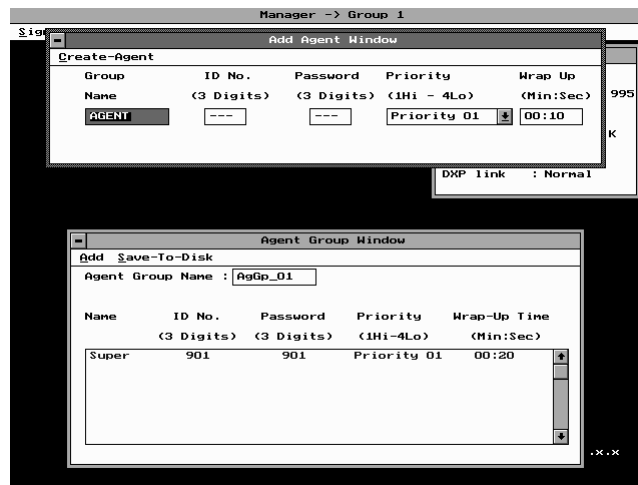 Manager -> Group 1
Sig
Add Agent Window
Create-Agent
Group ID No. Password Priority Wrap Up
Name (3 Digits) (3 Digits) (1Hi - 4Lo) (Min:Sec)
AGENT --- --- Priority 01 00:10
995
K
DXP link : Normal
Agent Group Window
Add Save-To-Disk
Agent Group Name : AgGp_01
Name ID No. Password Priority Wrap-Up Time
(3 Digits) (3 Digits) (1Hi-4Lo) (Min:Sec)
Super 901 901 Priority 01 00:20
.x.x